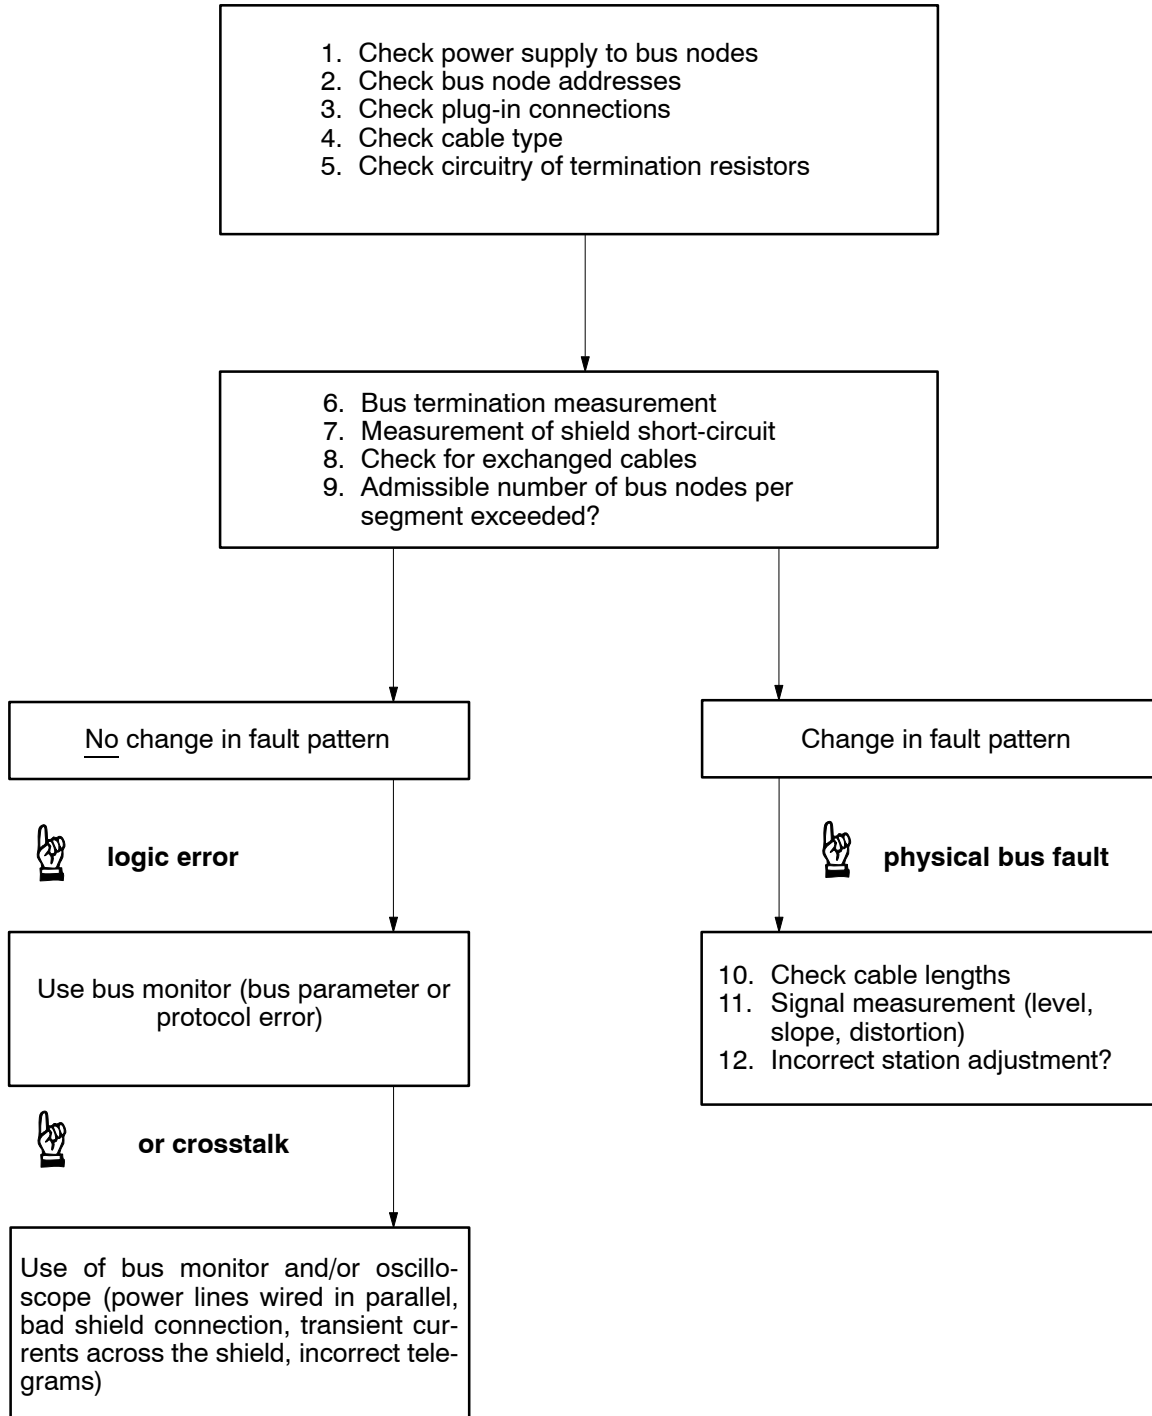 1. Check power supply to bus nodes
2. Check bus node addresses
3. Check plug-in connections
4. Check cable type
5. Check circuitry of termination resistors
6. Bus termination measurement
7. Measurement of shield short-circuit
8. Check for exchanged cables
9. Admissible number of bus nodes per
segment exceeded?
No change in fault pattern
Change in fault pattern
logic error
physical bus fault
Use bus monitor (bus parameter or
protocol error)
10. Check cable lengths
11. Signal measurement (level,
slope, distortion)
12. Incorrect station adjustment?
or crosstalk
Use of bus monitor and/or oscillo-
scope (power lines wired in parallel,
bad shield connection, transient cur-
rents across the shield, incorrect tele-
grams)